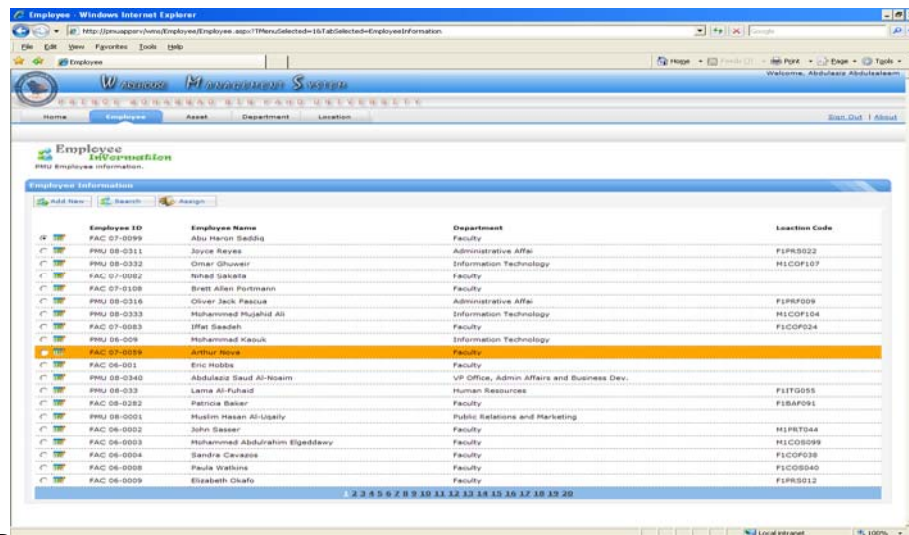 Employee - Windows Internet Explorer
http://pmuapparv/wms/Employee/Employee.aspx?TMenuSelected=1&TabSelected=EmployeeInformation
File Edit View Favorites Tools Help
Employee
Home Print Page Tools
Welcome, Abdulaziz Abdulsaleem
Warehouse Management System
Home Employee Asset Department Location Sign Out | About
Employee
Information
PMU Employee information.
Employee Information
Add New Search Assign
Employee ID Employee Name Department Loaction Code
FAC 07-0099 Abu Haron Saddiq Faculty
PMU 08-0311 Joyce Reyes Administrative Affai F1PRS022
PMU 08-0332 Omar Ghuweir Information Technology M1COF107
FAC 07-0082 Nihad Sakalla Faculty
FAC 07-0108 Brett Allen Portmann Faculty
PMU 08-0316 Oliver Jack Pascua Administrative Affai F1PRF009
PMU 08-0333 Mohammed Mujahid Ali Information Technology M1COF104
FAC 07-0083 Iffat Saadeh Faculty F1COF024
PMU 06-009 Mohammad Kaouk Information Technology
FAC 07-0059 Arthur Nova Faculty
FAC 06-001 Eric Hobbs Faculty
PMU 08-0340 Abdulaziz Saud Al-Noaim VP Office, Admin Affairs and Business Dev.
PMU 08-033 Lama Al-Fuhaid Human Resources F1ITG055
FAC 08-0282 Patricia Baker Faculty F1BAF091
PMU 08-0001 Muslim Hasan Al-Uqaily Public Relations and Marketing
FAC 06-0002 John Sasser Faculty M1PRT044
FAC 06-0003 Mohammed Abdulrahim Elgeddawy Faculty M1COS099
FAC 06-0004 Sandra Cavazos Faculty F1COF038
FAC 06-0008 Paula Watkins Faculty F1COS040
FAC 06-0009 Elizabeth Okafo Faculty F1PRS012
1 2 3 4 5 6 7 8 9 10 11 12 13 14 15 16 17 18 19 20
Local intranet 100%